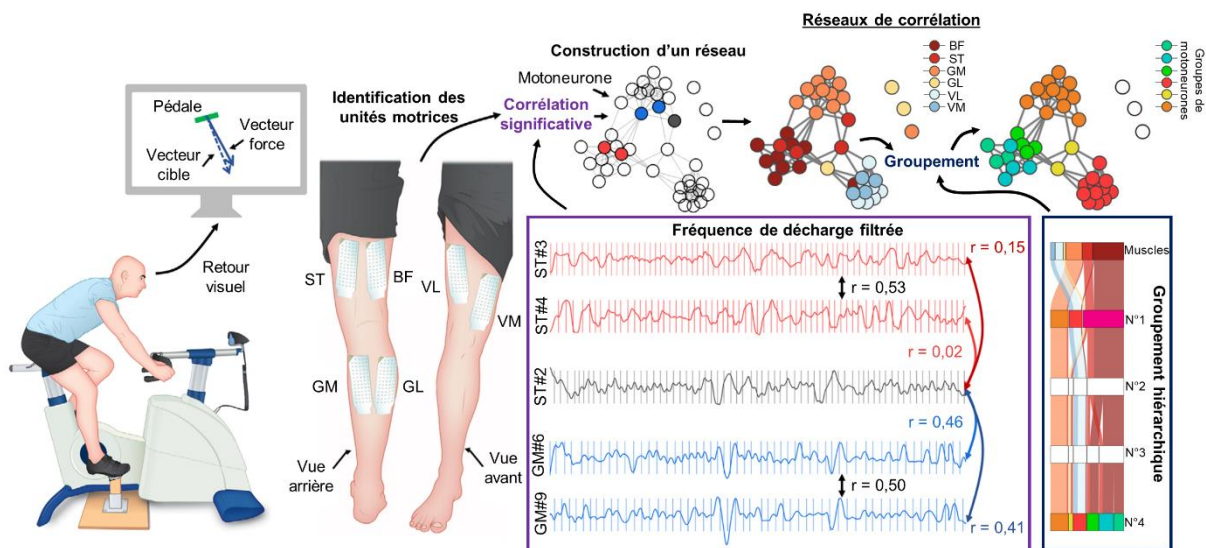 Pédale
Vecteur
force
Vecteur
cible
Retour
visuel
Identification des
unités motrices
ST
BF
VL
VM
GM
GL
Vue
arrière
Vue
avant
Construction d'un réseau
Motoneurone
Corrélation
significative
Réseaux de corrélation
BF
ST
GM
GL
VL
VM
Groupement
Groupes de
motoneurones
Fréquence de décharge filtrée
ST#3
r = 0,15
r = 0,53
ST#4
r = 0,02
ST#2
r = 0,46
GM#6
r = 0,50
GM#9
r = 0,41
Muscles
N°1
N°2
N°3
N°4
Groupement hiérarchique